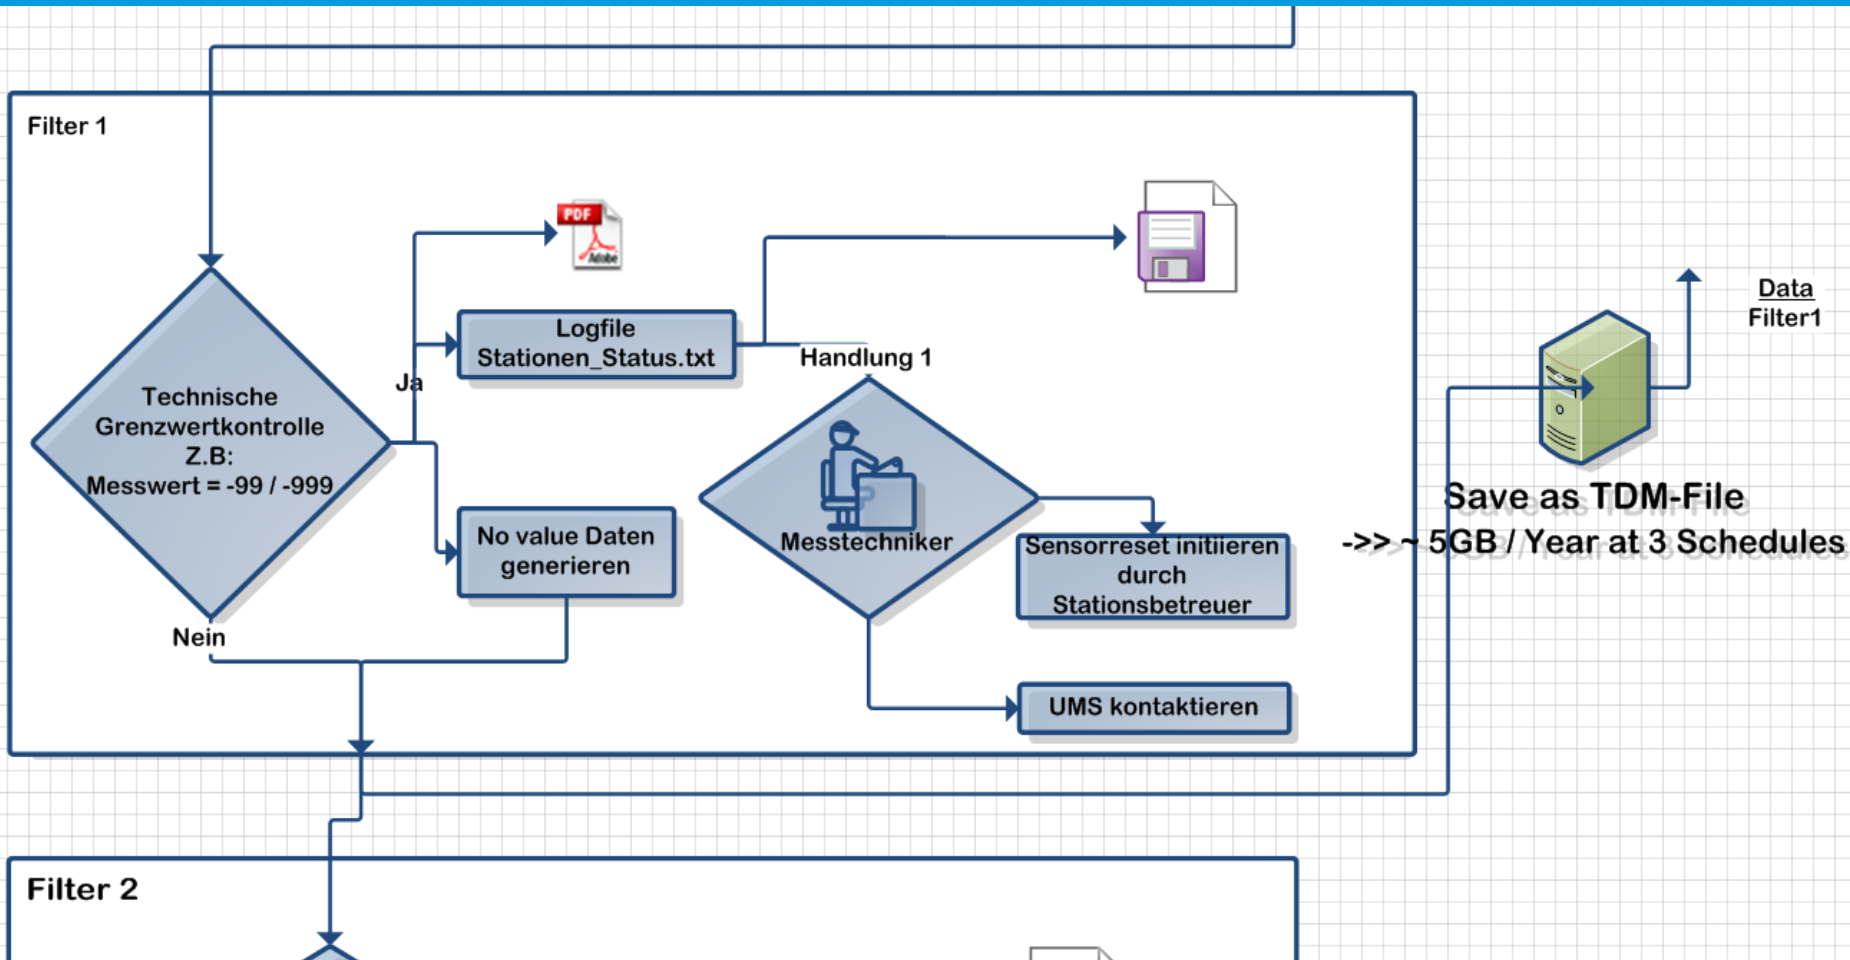 Filter 1
PDF
Adobe
Logfile
Stationen_Status.txt
Handlung 1
Ja
Technische
Grenzwertkontrolle
Z.B:
Messwert = -99 / -999
No value Daten
generieren
Messtechniker
Sensorreset initiieren
durch
Stationsbetreuer
Nein
UMS kontaktieren
Data
Filter1
Save as TDM-File
->> ~ 5GB / Year at 3 Schedules
Filter 2